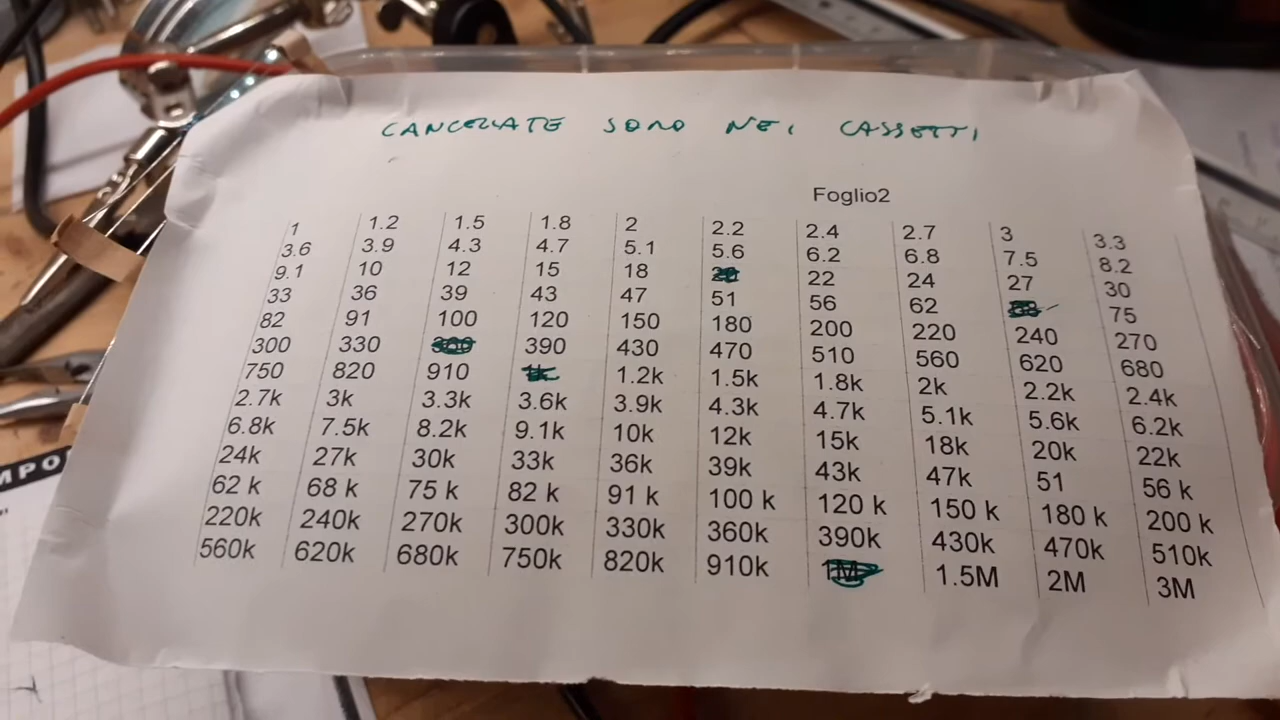 CANCELLATE SONO NEI CASSETTI
Foglio2
1 1.2 1.5 1.8 2 2.2 2.4 2.7 3 3.3
3.6 3.9 4.3 4.7 5.1 5.6 6.2 6.8 7.5 8.2
9.1 10 12 15 18 20 22 24 27 30
33 36 39 43 47 51 56 62 68 75
82 91 100 120 150 180 200 220 240 270
300 330 360 390 430 470 510 560 620 680
750 820 910 1k 1.2k 1.5k 1.8k 2k 2.2k 2.4k
2.7k 3k 3.3k 3.6k 3.9k 4.3k 4.7k 5.1k 5.6k 6.2k
6.8k 7.5k 8.2k 9.1k 10k 12k 15k 18k 20k 22k
24k 27k 30k 33k 36k 39k 43k 47k 51 56 k
62 k 68 k 75 k 82 k 91 k 100 k 120 k 150 k 180 k 200 k
220k 240k 270k 300k 330k 360k 390k 430k 470k 510k
560k 620k 680k 750k 820k 910k 1M 1.5M 2M 3M